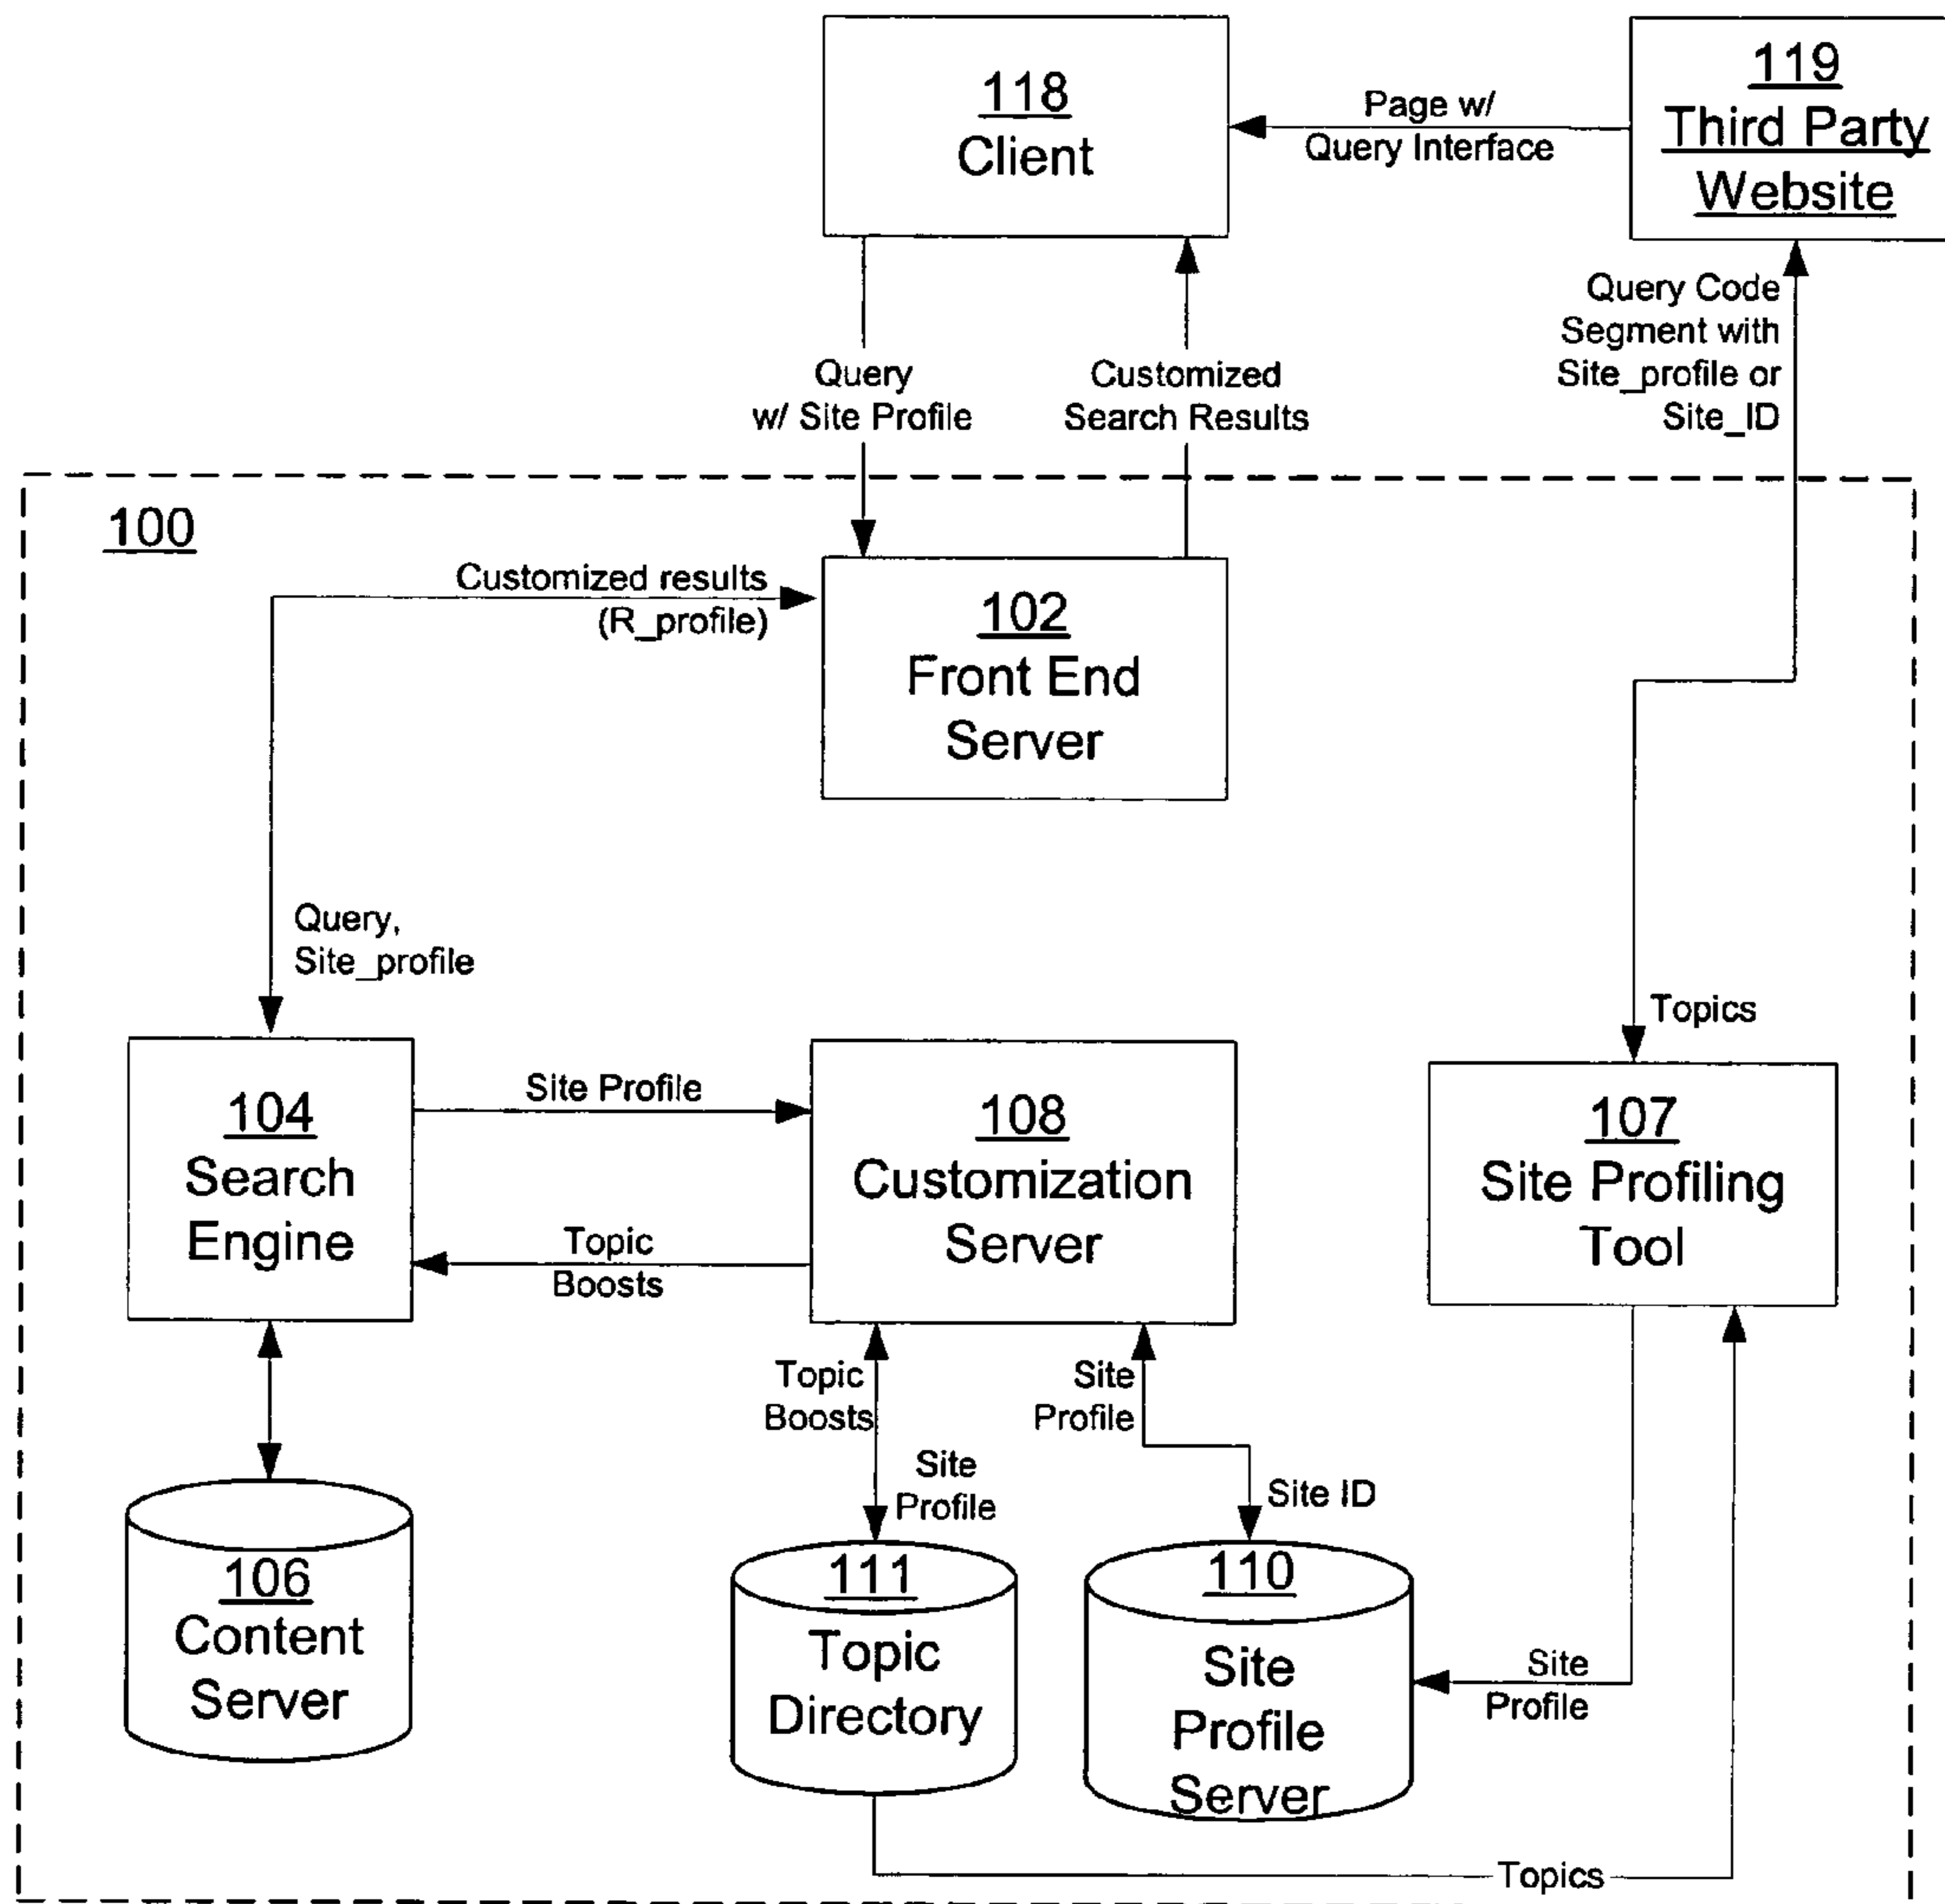 118
Client
Page w/
Query Interface
119
Third Party
Website
Query
w/ Site Profile
Customized
Search Results
Query Code
Segment with
Site_profile or
Site_ID
100
Customized results
(R_profile)
102
Front End
Server
Query,
Site_profile
Topics
104
Search
Engine
Site Profile
Topic
Boosts
108
Customization
Server
107
Site Profiling
Tool
Topic
Boosts
Site
Profile
Site
Profile
Site ID
106
Content
Server
111
Topic
Directory
110
Site
Profile
Server
Site
Profile
Topics